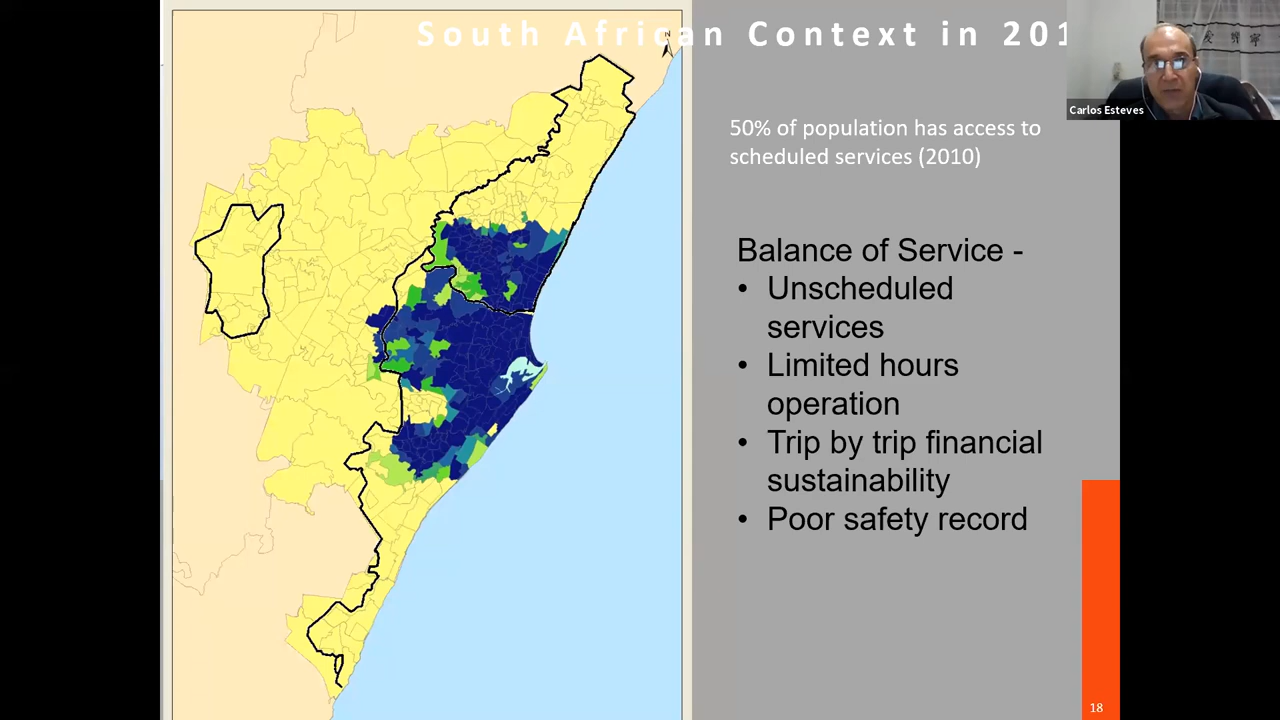 South African Context in 201
Carlos Esteves
50% of population has access to
scheduled services (2010)
Balance of Service -
• Unscheduled
services
• Limited hours
operation
• Trip by trip financial
sustainability
• Poor safety record
18